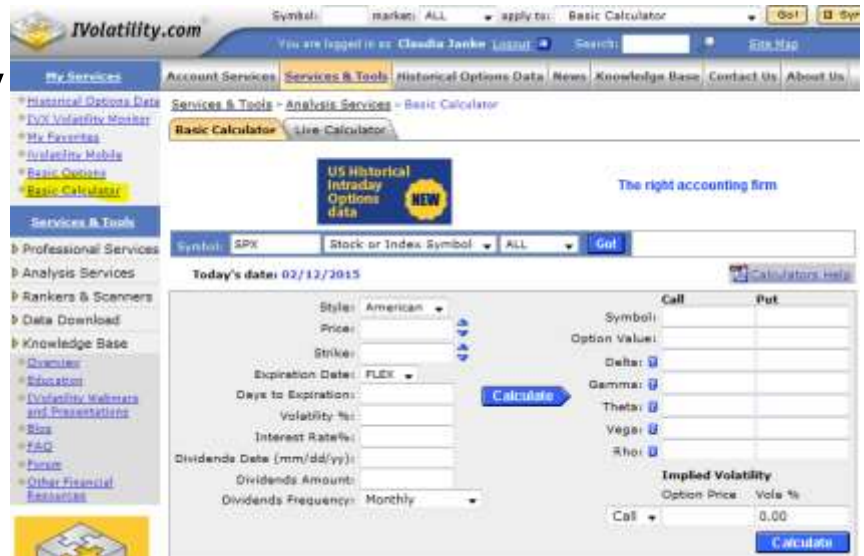 IVolatility.com
Symbol: market: ALL apply to: Basic Calculator Go! Sy
You are logged in as Claudia Janke Logout Search: Site Map
My Services
Account Services Services & Tools Historical Options Data News Knowledge Base Contact Us About Us
Historical Options Data
IVX Volatility Monitor
My Favorites
IVolatility Mobile
Basic Options
Basic Calculator
Services & Tools > Analysis Services > Basic Calculator
Basic Calculator Live Calculator
US Historical
Intraday
Options
data
NEW
The right accounting firm
Services & Tools
Professional Services
Analysis Services
Rankers & Scanners
Data Download
Knowledge Base
Overview
Education
IVolatility Webinars
and Presentations
Blog
FAQ
Forum
Other Financial
Resources
Symbol: SPX Stock or Index Symbol ALL Go!
Today's date: 02/12/2015 Calculators Help
Style: American
Price:
Strike:
Expiration Date: FLEX
Days to Expiration:
Volatility %:
Interest Rate%:
Dividends Date (mm/dd/yy):
Dividends Amount:
Dividends Frequency: Monthly
Calculate
Call Put
Symbol:
Option Value:
Delta:
Gamma:
Theta:
Vega:
Rho:
Implied Volatility
Option Price Vola %
Call 0.00
Calculate